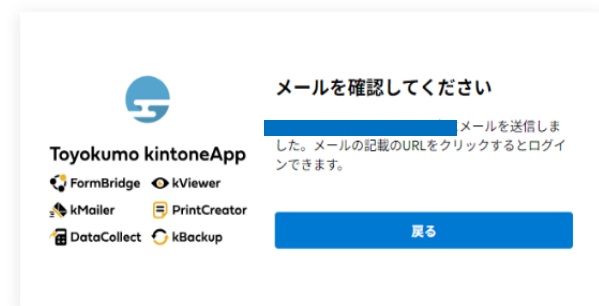 メールを確認してください
メールを送信しま
した。メールの記載のURLをクリックするとログイ
ンできます。
戻る
Toyokumo kintoneApp
FormBridge kViewer
kMailer PrintCreator
DataCollect kBackup